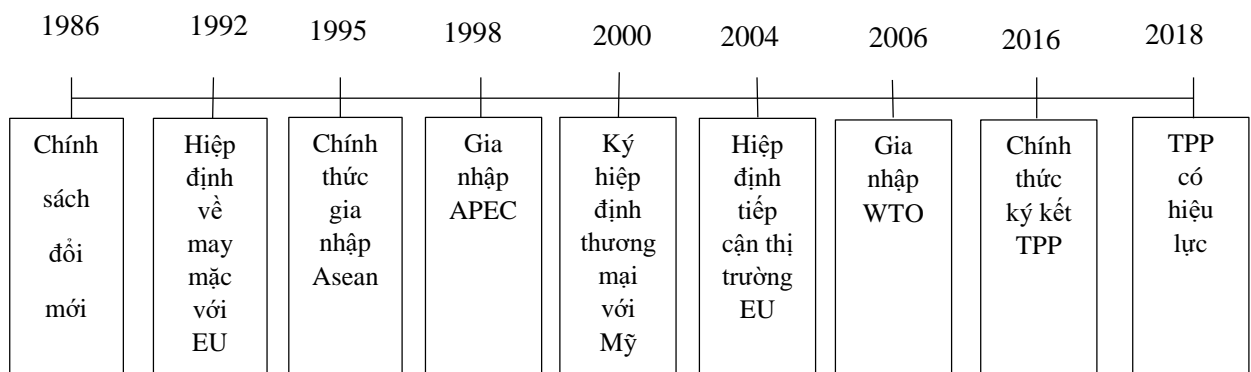 1986 1992 1995 1998 2000 2004 2006 2016 2018
Chính
sách
đổi
mới
Hiệp
định
về
may
mặc
với
EU
Chính
thức
gia
nhập
Asean
Gia
nhập
APEC
Ký
hiệp
định
thương
mại
với
Mỹ
Hiệp
định
tiếp
cận thị
trường
EU
Gia
nhập
WTO
Chính
thức
ký kết
TPP
TPP
có
hiệu
lực